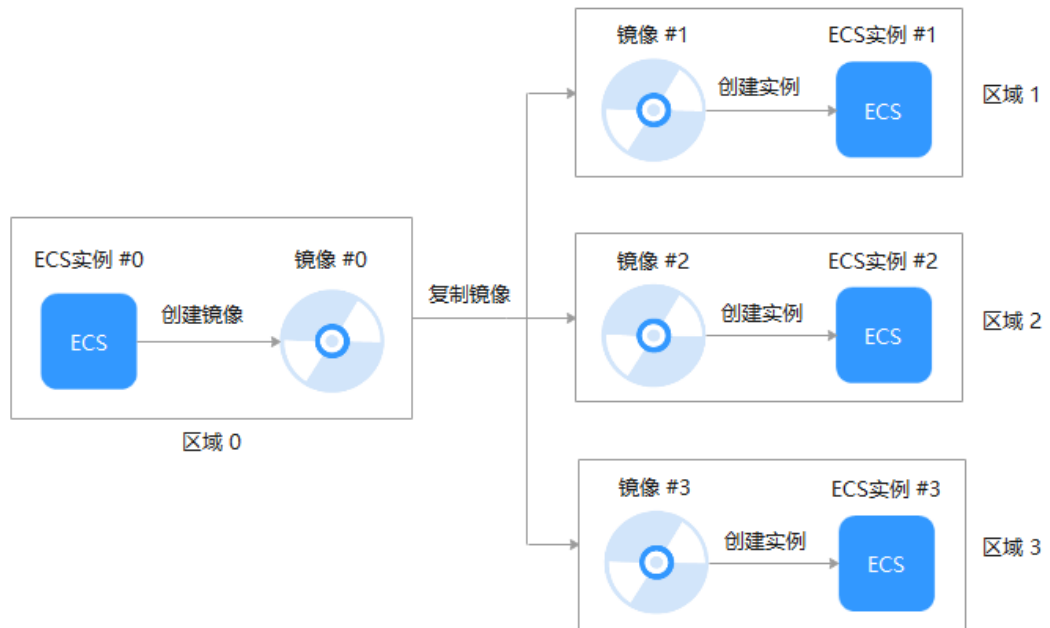 镜像 #1
ECS实例 #1
创建实例
ECS
区域 1
ECS实例 #0
镜像 #0
创建镜像
ECS
区域 0
复制镜像
镜像 #2
ECS实例 #2
创建实例
ECS
区域 2
镜像 #3
ECS实例 #3
创建实例
ECS
区域 3